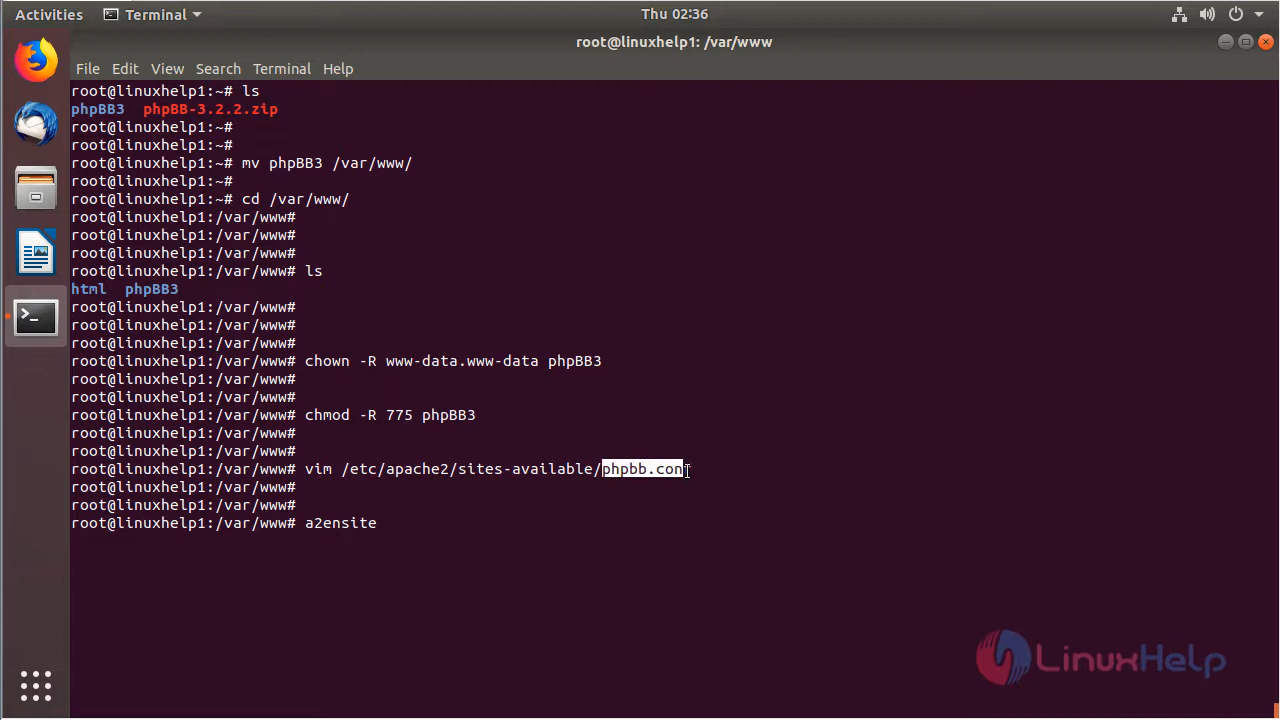 Activities Terminal Thu 02:36
root@linuxhelp1: /var/www
File Edit View Search Terminal Help
root@linuxhelp1:~# ls
phpBB3 phpBB-3.2.2.zip
root@linuxhelp1:~#
root@linuxhelp1:~#
root@linuxhelp1:~# mv phpBB3 /var/www/
root@linuxhelp1:~#
root@linuxhelp1:~# cd /var/www/
root@linuxhelp1:/var/www#
root@linuxhelp1:/var/www#
root@linuxhelp1:/var/www#
root@linuxhelp1:/var/www# ls
html phpBB3
root@linuxhelp1:/var/www#
root@linuxhelp1:/var/www#
root@linuxhelp1:/var/www#
root@linuxhelp1:/var/www# chown -R www-data.www-data phpBB3
root@linuxhelp1:/var/www#
root@linuxhelp1:/var/www#
root@linuxhelp1:/var/www# chmod -R 775 phpBB3
root@linuxhelp1:/var/www#
root@linuxhelp1:/var/www#
root@linuxhelp1:/var/www# vim /etc/apache2/sites-available/phpbb.con
root@linuxhelp1:/var/www#
root@linuxhelp1:/var/www#
root@linuxhelp1:/var/www# a2ensite
LinuxHelp